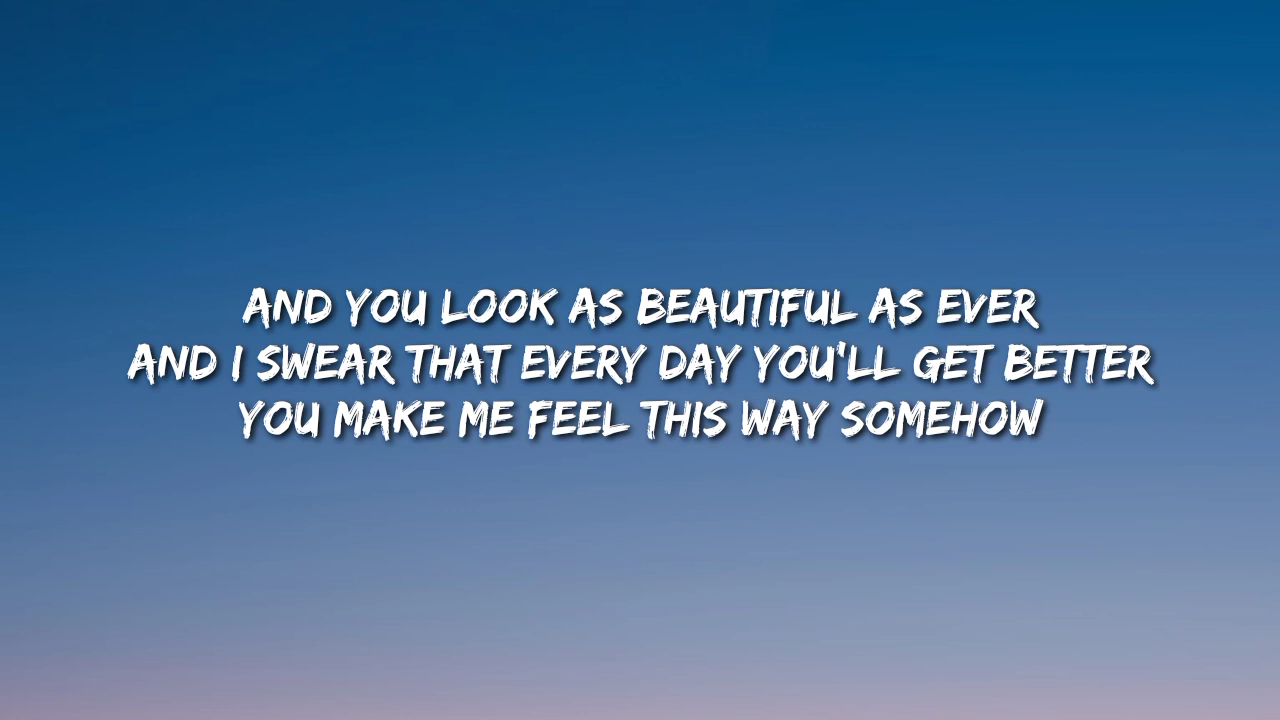 AND YOU LOOK AS BEAUTIFUL AS EVER
AND I SWEAR THAT EVERY DAY YOU'LL GET BETTER
YOU MAKE ME FEEL THIS WAY SOMEHOW